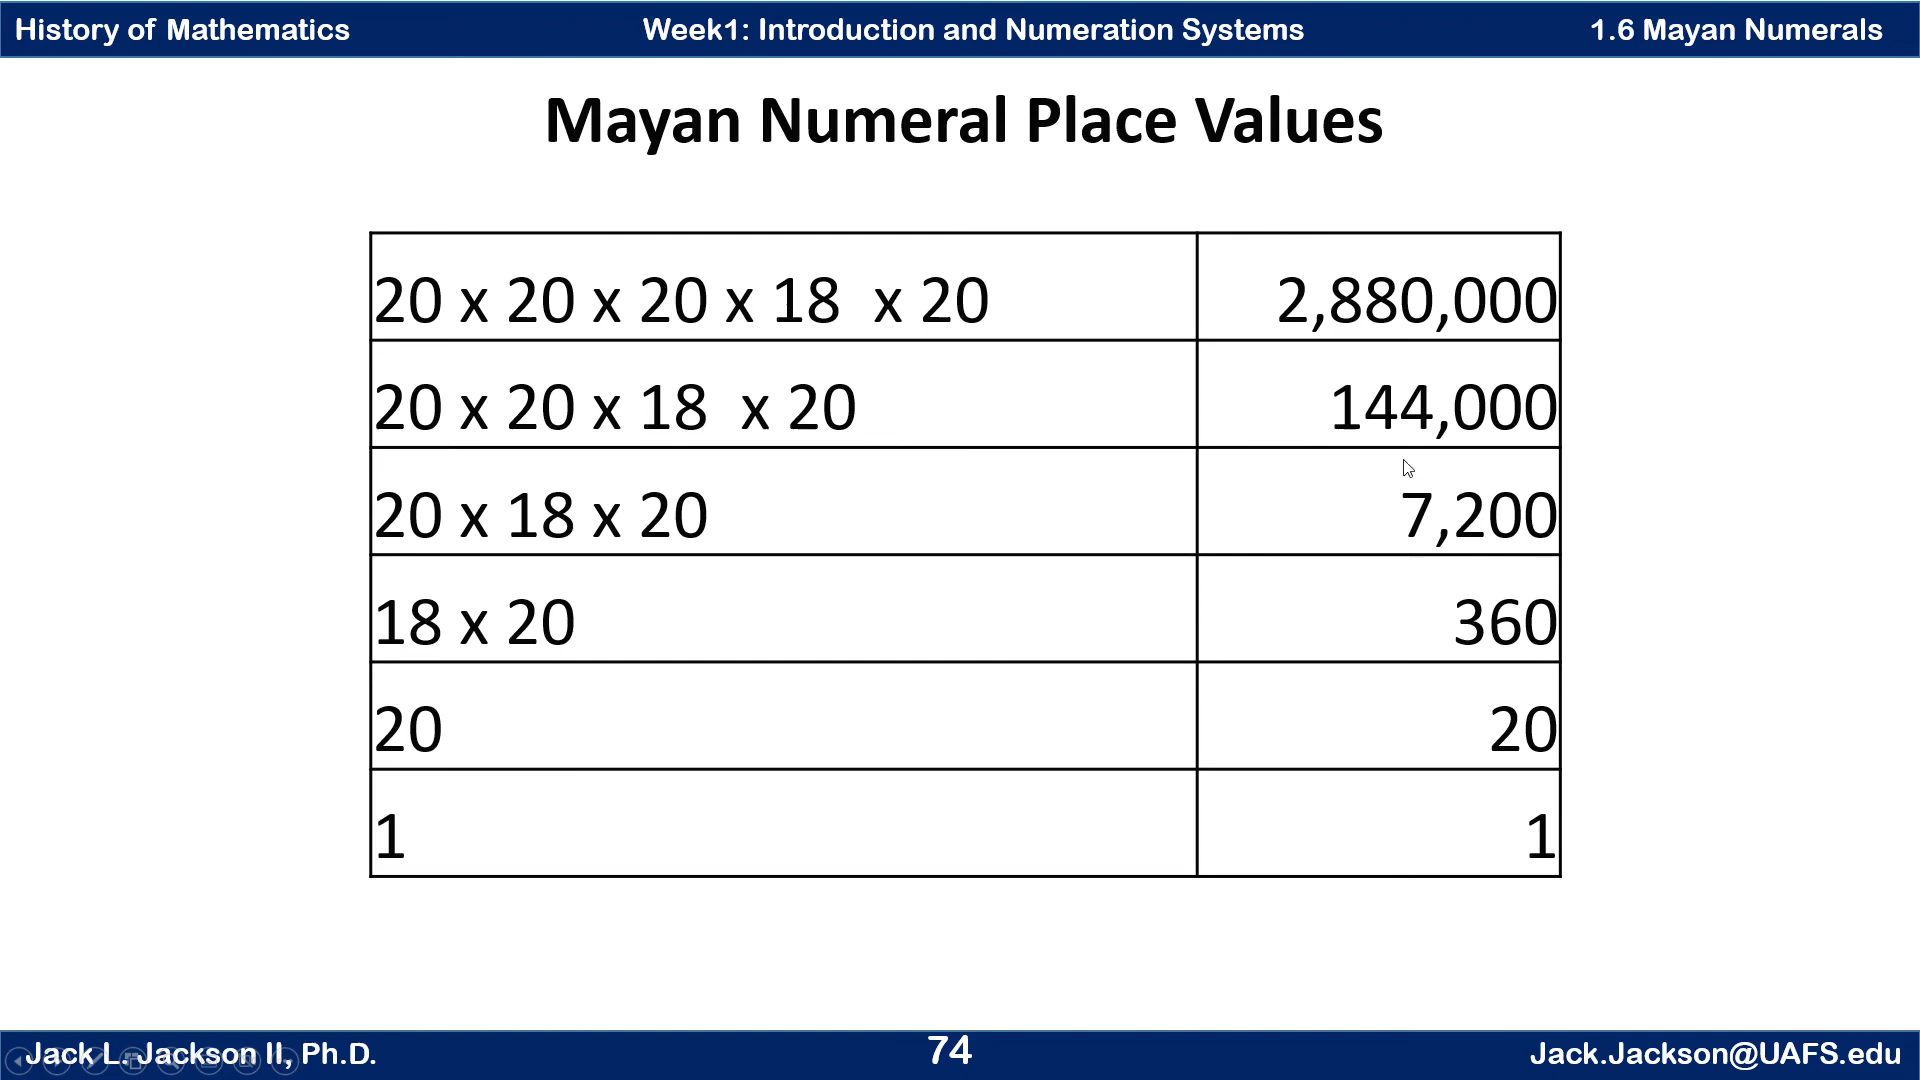 History of Mathematics Week1: Introduction and Numeration Systems 1.6 Mayan Numerals
Mayan Numeral Place Values
20 x 20 x 20 x 18  x 20 2,880,000
20 x 20 x 18  x 20 144,000
20 x 18 x 20 7,200
18 x 20 360
20 20
1 1
Jack L. Jackson II, Ph.D. 74 Jack.Jackson@UAFS.edu